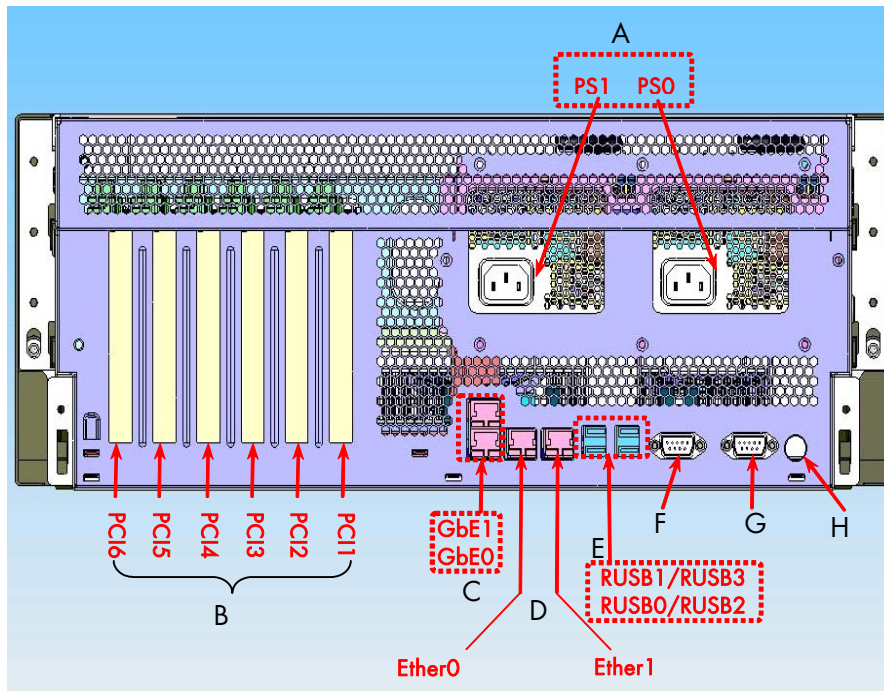 A
PS1 PS0
PCI6
PCI5
PCI4
PCI3
PCI2
PCI1
B
GbE1
GbE0
C
D
E
RUSB1/RUSB3
RUSB0/RUSB2
F
G
H
Ether0
Ether1